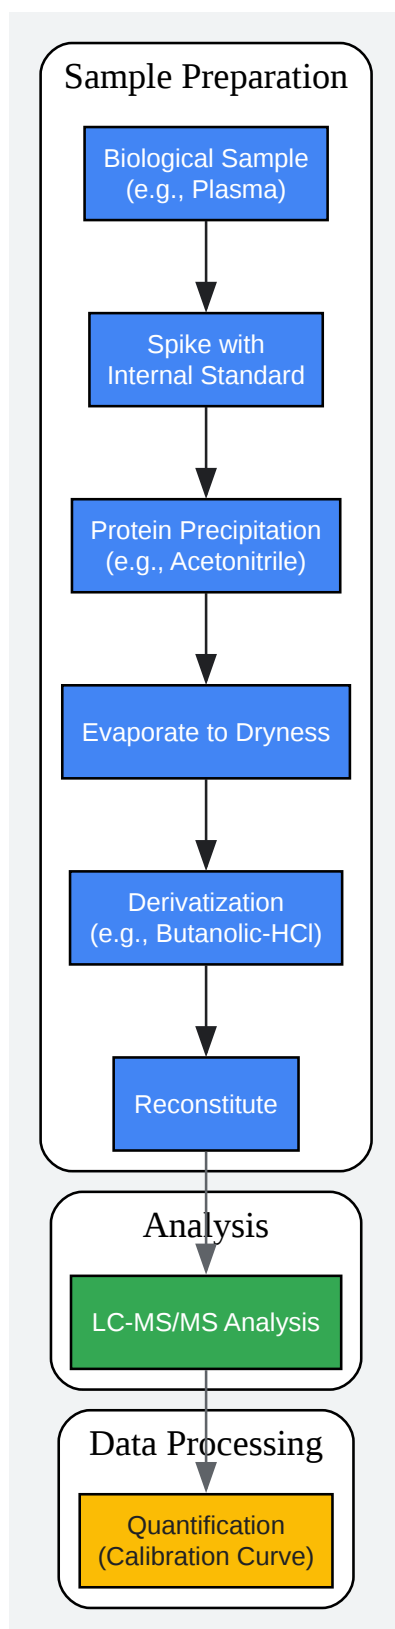 Sample Preparation
Biological Sample
(e.g., Plasma)
Spike with
Internal Standard
Protein Precipitation
(e.g., Acetonitrile)
Evaporate to Dryness
Derivatization
(e.g., Butanolic-HCl)
Reconstitute
Analysis
LC-MS/MS Analysis
Data Processing
Quantification
(Calibration Curve)